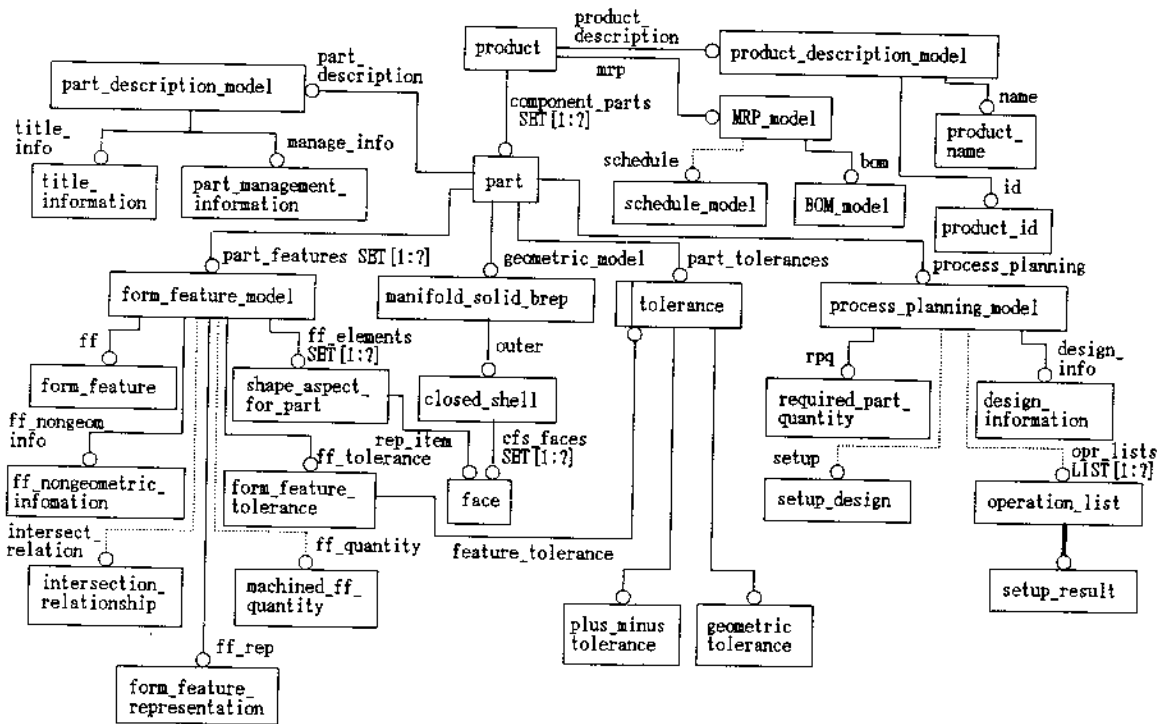 product_
description
product
product_description_model
part_
description
part_description_model
mrp
component_parts
SET[1:?]
MRP_model
name
product_
name
title_
info
manage_info
title_
information
part_management_
information
part
schedule
bom
schedule_model
BOM_model
id
product_id
part_features SET[1:?]
geometric_model
part_tolerances
process_planning
form_feature_model
manifold_solid_brep
tolerance
process_planning_model
ff
ff_elements
SET[1:?]
outer
rpq
design_
info
form_feature
shape_aspect_
for_part
closed_shell
required_part_
quantity
design_
information
ff_nongeom
info
rep_item
cfs_faces
SET[1:?]
ff_tolerance
setup
opr_lists
LIST[1:?]
ff_nongeometric_
infomation
form_feature_
tolerance
face
setup_design
operation_list
intersect_
relation
ff_quantity
feature_tolerance
intersection_
relationship
machined_ff_
quantity
setup_result
plus_minus
tolerance
geometric
tolerance
ff_rep
form_feature_
representation